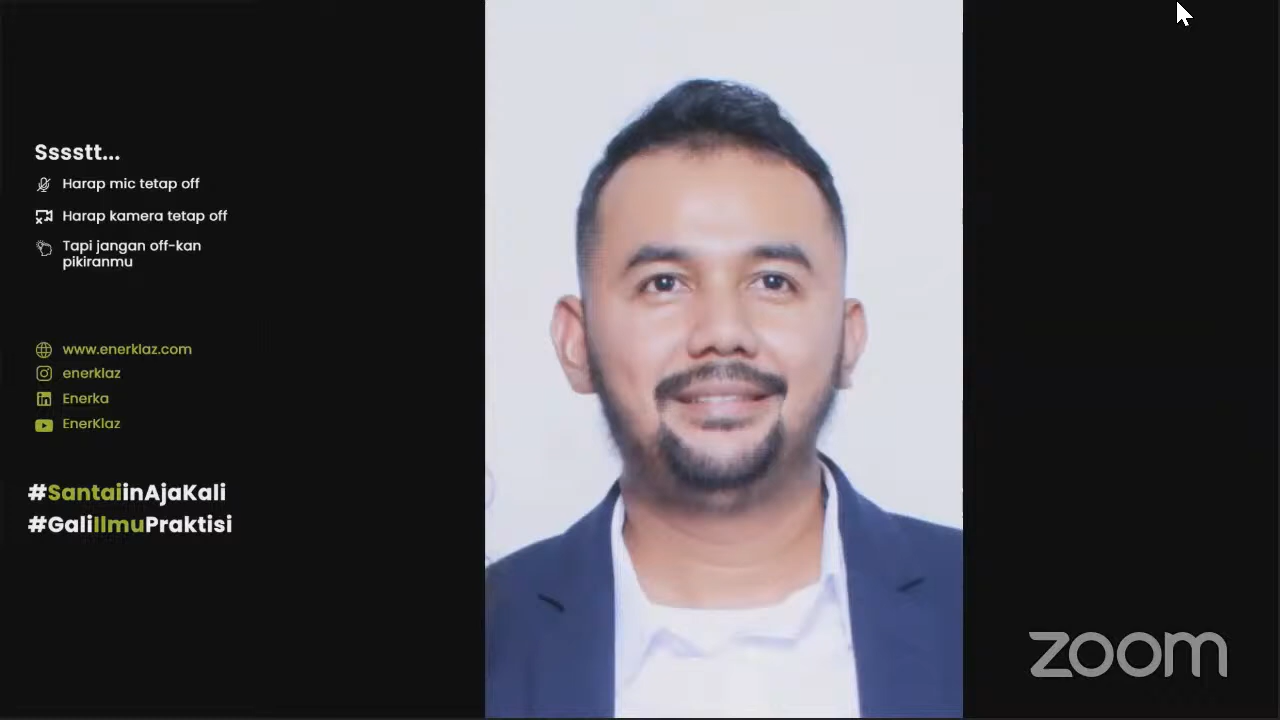 Sssstt...
Harap mic tetap off
Harap kamera tetap off
Tapi jangan off-kan
pikiranmu
www.enerklaz.com
enerklaz
Enerka
EnerKlaz
#SantaiinAjaKali
#GaliIlmuPraktisi
zoom